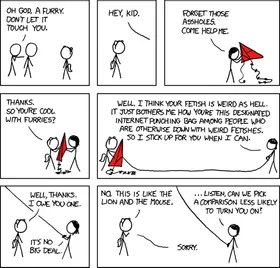 OH GOD, A FURRY.
DON'T LET IT
TOUCH YOU.
HEY, KID.
FORGET THOSE
ASSHOLES.
COME HELP ME.
THANKS.
SO YOU'RE COOL
WITH FURRIES?
WELL, I THINK YOUR FETISH IS WEIRD AS HELL.
IT JUST BOTHERS ME HOW YOU'RE THIS DESIGNATED
INTERNET PUNCHING BAG AMONG PEOPLE WHO
ARE OTHERWISE DOWN WITH WEIRD FETISHES.
SO I STICK UP FOR YOU WHEN I CAN.
WELL, THANKS.
I OWE YOU ONE.
IT'S NO
BIG DEAL.
NO, THIS IS LIKE THE
LION AND THE MOUSE.
SORRY.
...LISTEN, CAN WE PICK
A COMPARISON LESS LIKELY
TO TURN YOU ON?